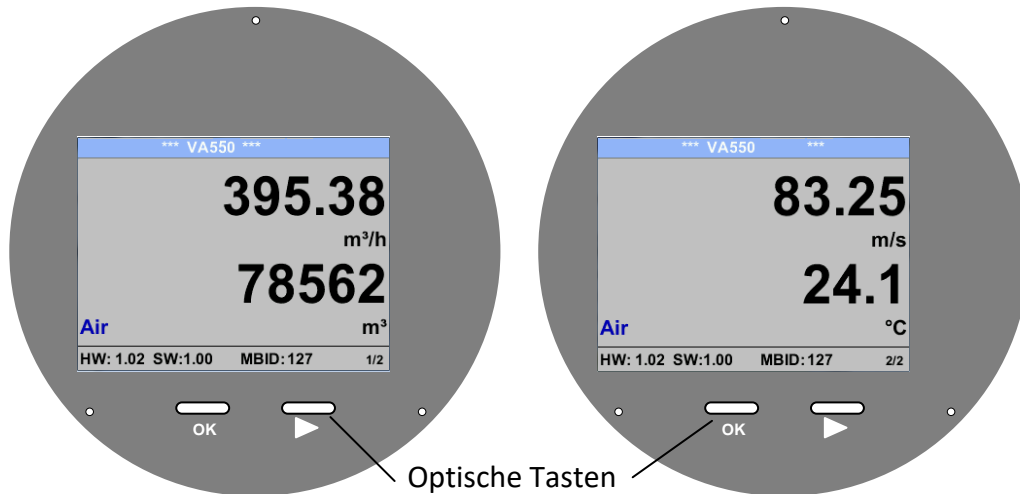 *** VA550 ***
395.38
m³/h
78562
Air m³
HW: 1.02 SW:1.00 MBID:127 1/2
OK
*** VA550 ***
83.25
m/s
24.1
Air °C
HW: 1.02 SW:1.00 MBID:127 2/2
OK
Optische Tasten